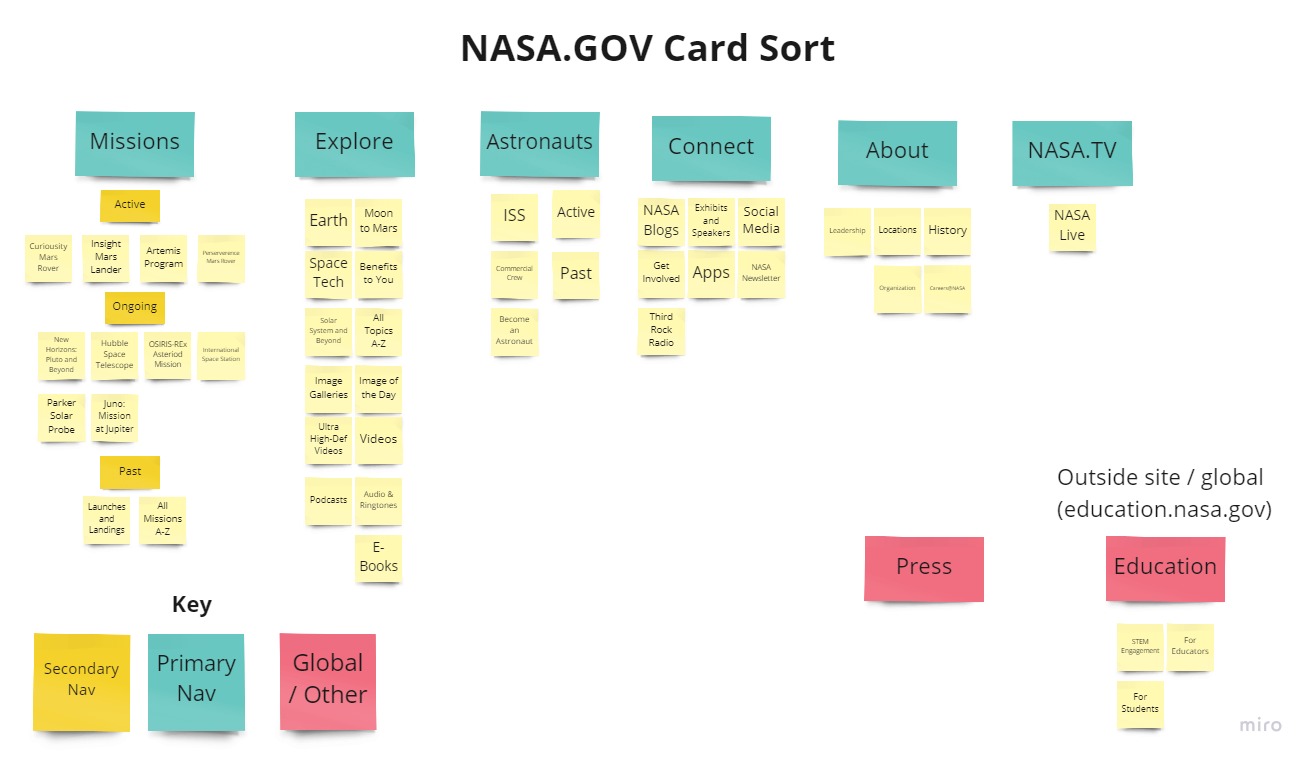 NASA.GOV Card Sort
Missions
Active
Curiousity
Mars
Rover
Insight
Mars
Lander
Artemis
Program
Perserverence
Mars Rover
Ongoing
New
Horizons:
Pluto and
Beyond
Hubble
Space
Telescope
OSIRIS-REx
Asteriod
Mission
International
Space Station
Parker
Solar
Probe
Juno:
Mission
at Jupiter
Past
Launches
and
Landings
All
Missions
A-Z
Explore
Earth
Moon
to Mars
Space
Tech
Benefits
to You
Solar
System and
Beyond
All
Topics
A-Z
Image
Galleries
Image of
the Day
Ultra
High-Def
Videos
Videos
Podcasts
Audio &
Ringtones
E-
Books
Astronauts
ISS
Active
Commercial
Crew
Past
Become
an
Astronaut
Connect
NASA
Blogs
Exhibits
and
Speakers
Social
Media
Get
Involved
Apps
NASA
Newsletter
Third
Rock
Radio
About
Leadership
Locations
History
Organization
Careers@NASA
NASA.TV
NASA
Live
Outside site / global
(education.nasa.gov)
Press
Education
STEM
Engagement
For
Educators
For
Students
Key
Secondary
Nav
Primary
Nav
Global
/ Other
miro